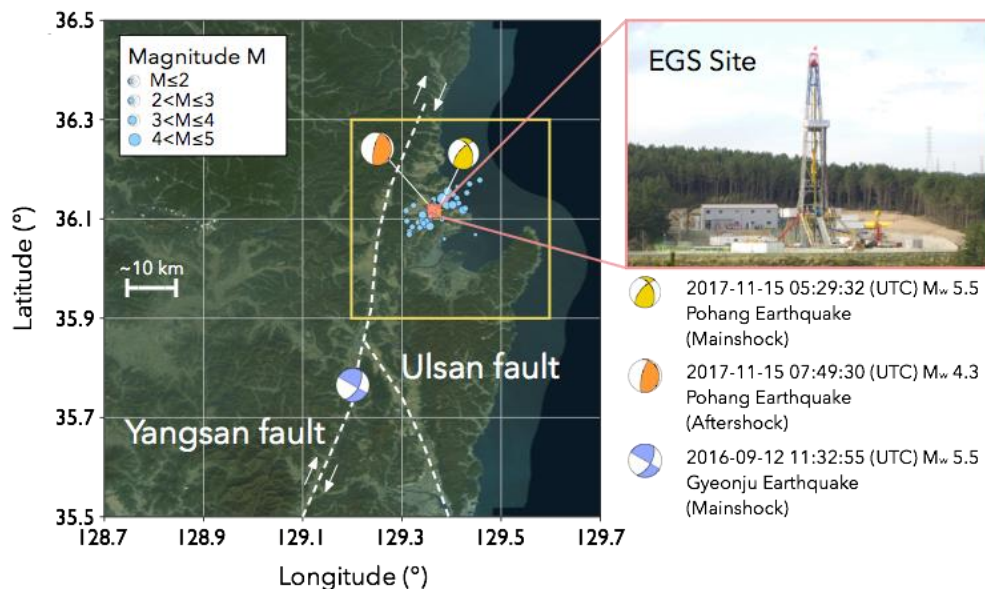 36.5
36.3
36.1
35.9
35.7
35.5
Latitude (°)
Magnitude M
M≤2
2<M≤3
3<M≤4
4<M≤5
~10 km
Ulsan fault
Yangsan fault
128.7 128.9 129.1 129.3 129.5 129.7
Longitude (°)
EGS Site
2017-11-15 05:29:32 (UTC) Mw 5.5
Pohang Earthquake
(Mainshock)
2017-11-15 07:49:30 (UTC) Mw 4.3
Pohang Earthquake
(Aftershock)
2016-09-12 11:32:55 (UTC) Mw 5.5
Gyeonju Earthquake
(Mainshock)